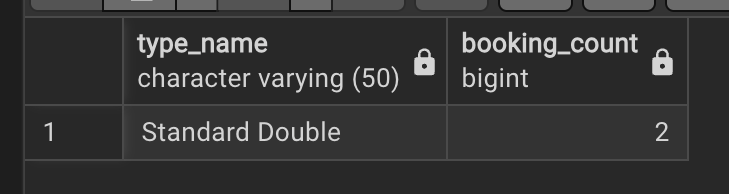 type_name booking_count
character varying (50) bigint
1 Standard Double 2